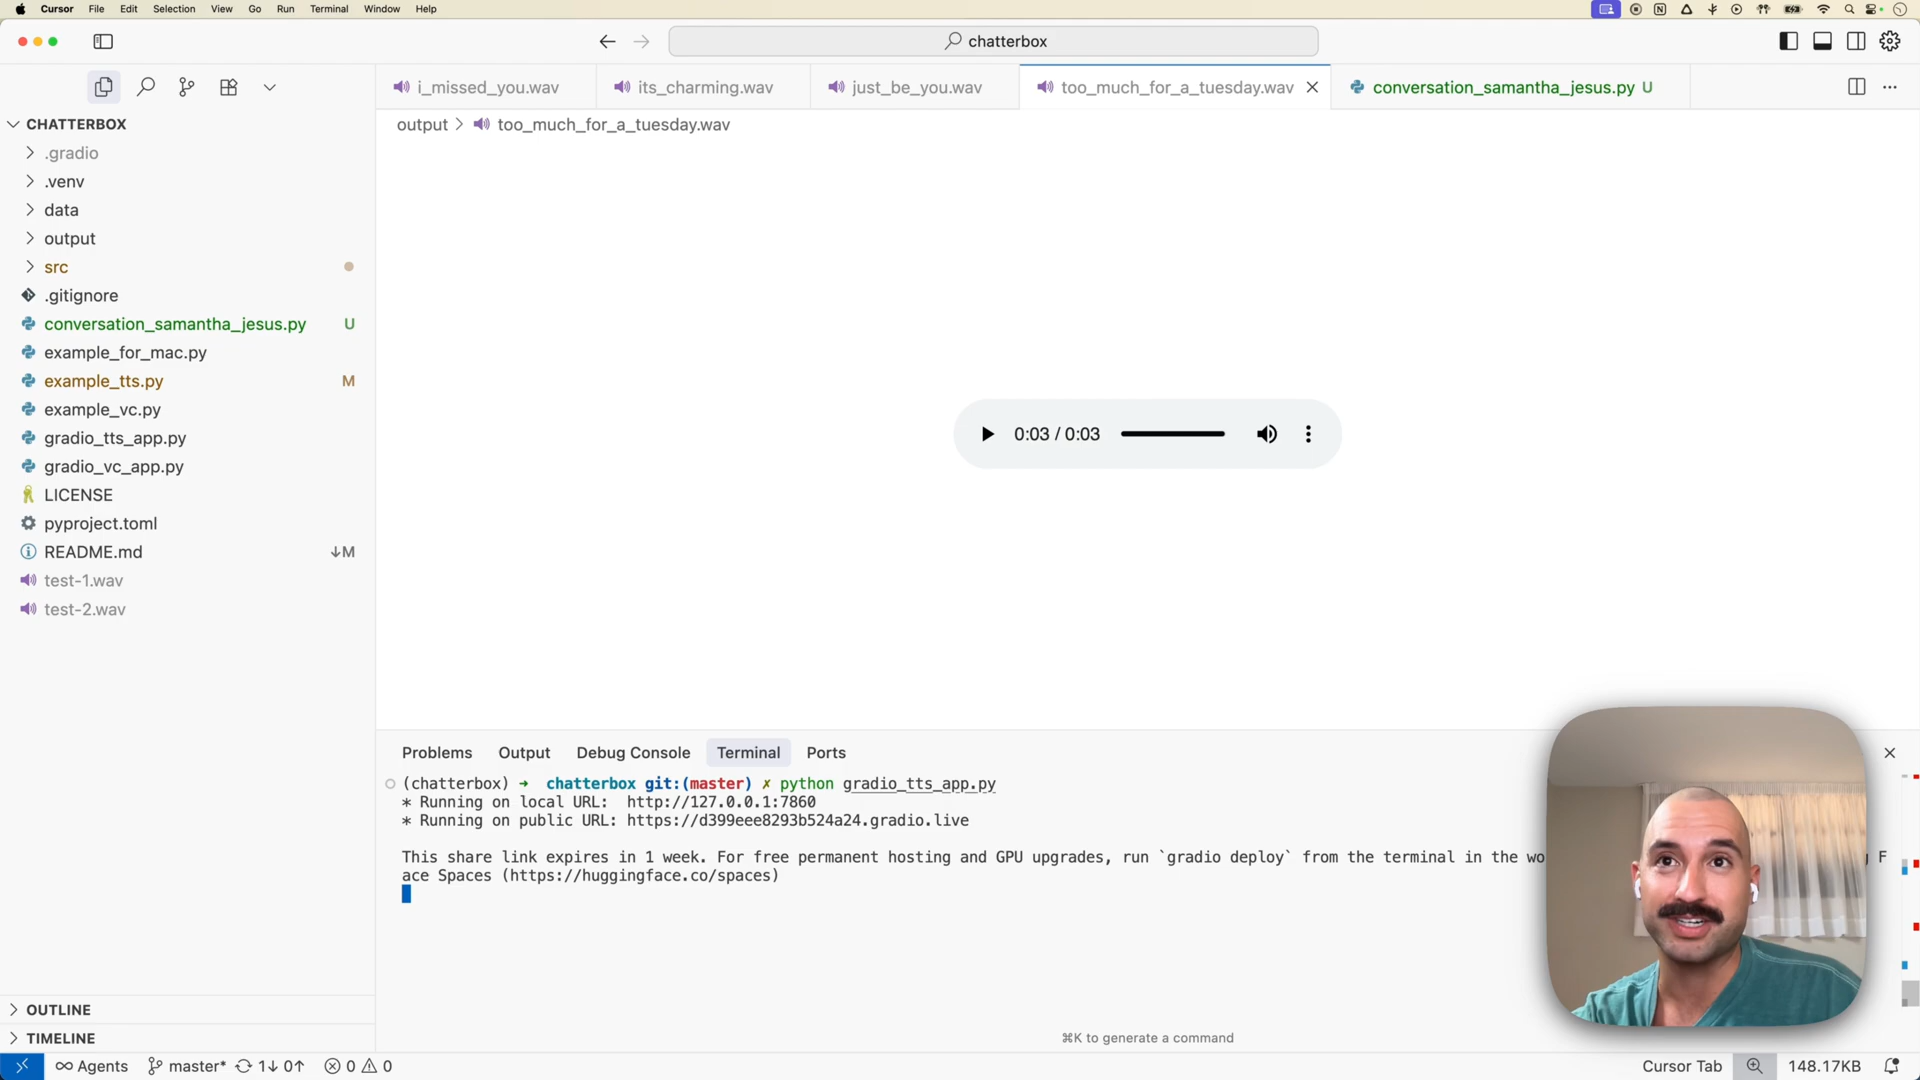 Cursor File Edit Selection View Go Run Terminal Window Help
chatterbox
i_missed_you.wav its_charming.wav just_be_you.wav too_much_for_a_tuesday.wav conversation_samantha_jesus.py U
output > too_much_for_a_tuesday.wav
CHATTERBOX
.gradio
.venv
data
output
src
.gitignore
conversation_samantha_jesus.py U
example_for_mac.py
example_tts.py M
example_vc.py
gradio_tts_app.py
gradio_vc_app.py
LICENSE
pyproject.toml
README.md ↓M
test-1.wav
test-2.wav
OUTLINE
TIMELINE
0:03 / 0:03
Problems Output Debug Console Terminal Ports
(chatterbox) → chatterbox git:(master) ✗ python gradio_tts_app.py
* Running on local URL: http://127.0.0.1:7860
* Running on public URL: https://d399eee8293b524a24.gradio.live
This share link expires in 1 week. For free permanent hosting and GPU upgrades, run `gradio deploy` from the terminal in the wo F
ace Spaces (https://huggingface.co/spaces)
⌘K to generate a command
Agents master* 1↓ 0↑ 0 0 Cursor Tab 148.17KB